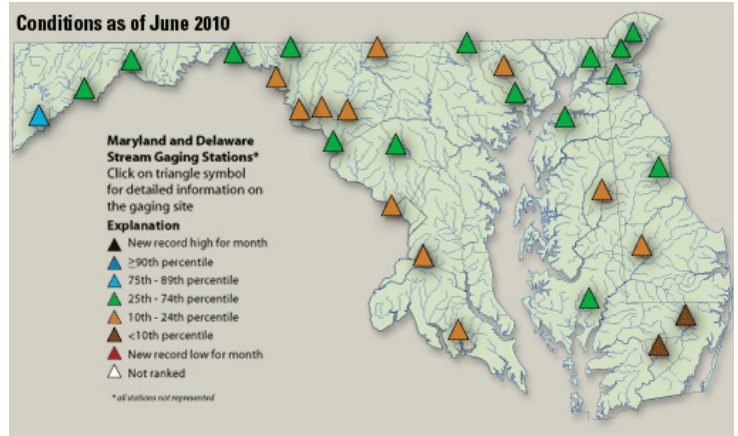 Conditions as of June 2010
Maryland and Delaware
Stream Gaging Stations*
Click on triangle symbol
for detailed information on
the gaging site
Explanation
New record high for month
≥90th percentile
75th - 89th percentile
25th - 74th percentile
10th - 24th percentile
<10th percentile
New record low for month
Not ranked
* all stations not represented